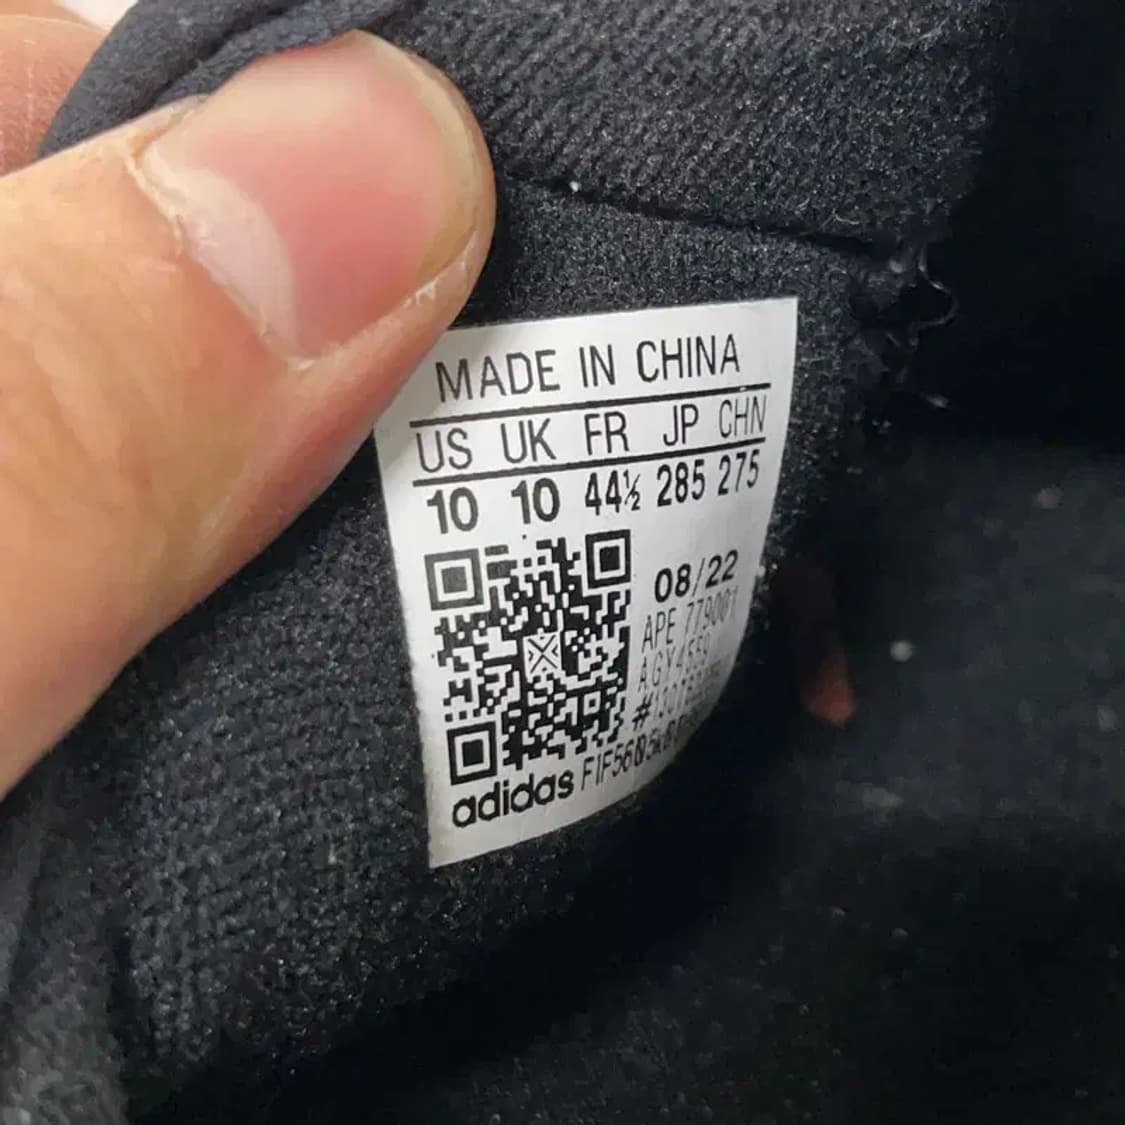 MADE IN CHINA
US UK FR JP CHN
10 10 44½ 285 275
08/22
APE 779001
adidas